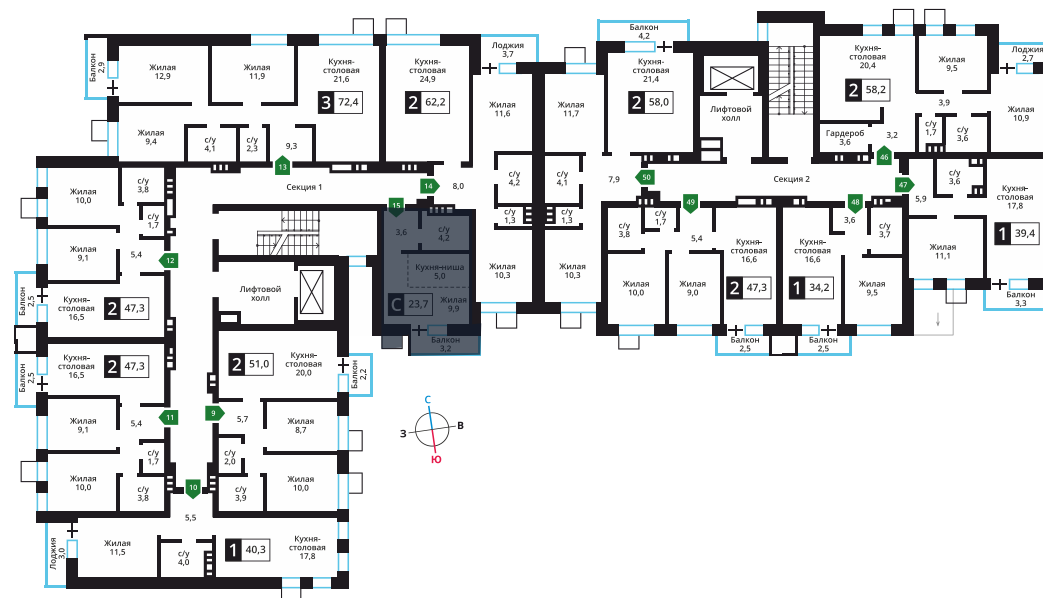 Балкон
2,9
Жилая
12,9
Жилая
11,9
Кухня-
столовая
21,6
3 72,4
Кухня-
столовая
24,9
2 62,2
Лоджия
3,7
Жилая
11,6
Жилая
9,4
с/у
4,1
с/у
2,3
9,3
13
Секция 1
14
8,0
15
с/у
4,2
с/у
1,3
Жилая
10,3
Балкон
4,2
Жилая
11,7
Кухня-
столовая
21,4
2 58,0
Лифтовой
холл
с/у
4,1
с/у
1,3
Жилая
10,3
7,9
50
Секция 2
Кухня-
столовая
20,4
2 58,2
Жилая
9,5
Лоджия
2,7
Жилая
10,9
3,9
Гардероб
3,6
3,2
с/у
1,7
с/у
3,6
46
47
5,9
с/у
3,6
Кухня-
столовая
17,8
1 39,4
Жилая
11,1
Балкон
3,3
49
48
с/у
3,8
с/у
1,7
5,4
Кухня-
столовая
16,6
2 47,3
Жилая
10,0
Жилая
9,0
Балкон
2,5
Кухня-
столовая
16,6
1 34,2
3,6
с/у
3,7
Жилая
9,5
Балкон
2,5
3,6
с/у
4,2
Кухня-ниша
5,0
С 23,7
Жилая
9,9
Балкон
3,2
Жилая
10,0
с/у
3,8
с/у
1,7
Жилая
9,1
5,4
12
Балкон
2,5
Кухня-
столовая
16,5
2 47,3
Лифтовой
холл
Кухня-
столовая
16,5
2 47,3
Балкон
2,5
Жилая
9,1
5,4
11
с/у
1,7
Жилая
10,0
с/у
3,8
2 51,0
Кухня-
столовая
20,0
Балкон
2,2
9
5,7
Жилая
8,7
с/у
2,0
с/у
3,9
Жилая
10,0
10
5,5
Лоджия
3,0
Жилая
11,5
с/у
4,0
1 40,3
Кухня-
столовая
17,8
С
З
В
Ю